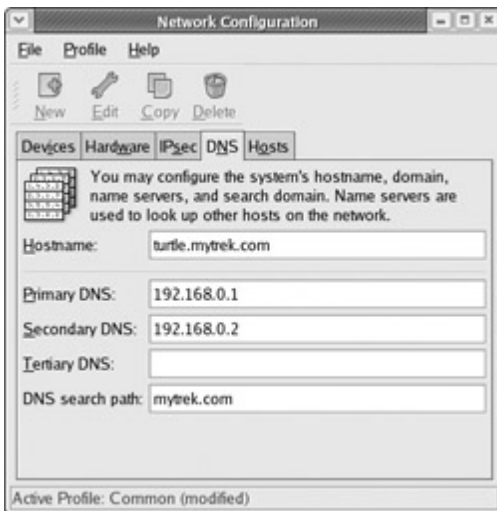 Network Configuration
File Profile Help
New Edit Copy Delete
Devices Hardware IPsec DNS Hosts
You may configure the system's hostname, domain,
name servers, and search domain. Name servers are
used to look up other hosts on the network.
Hostname: turtle.mytrek.com
Primary DNS: 192.168.0.1
Secondary DNS: 192.168.0.2
Tertiary DNS:
DNS search path: mytrek.com
Active Profile: Common (modified)